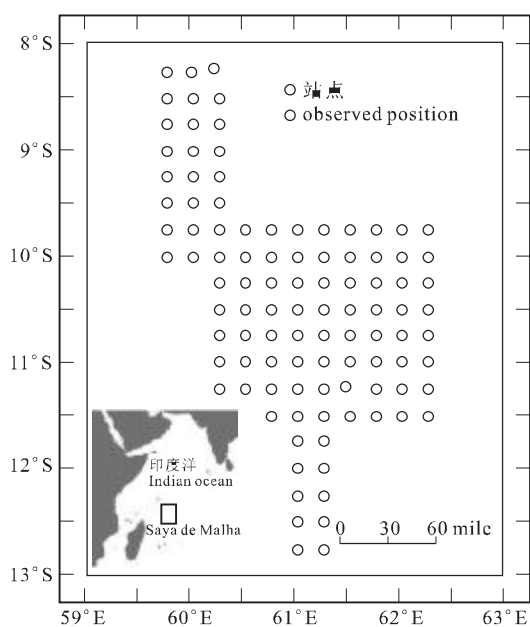 8°S
站点
observed position
9°S
10°S
11°S
印度洋
Indian ocean
12°S
Saya de Malha
0 30 60 milc
13°S
59°E 60°E 61°E 62°E 63°E